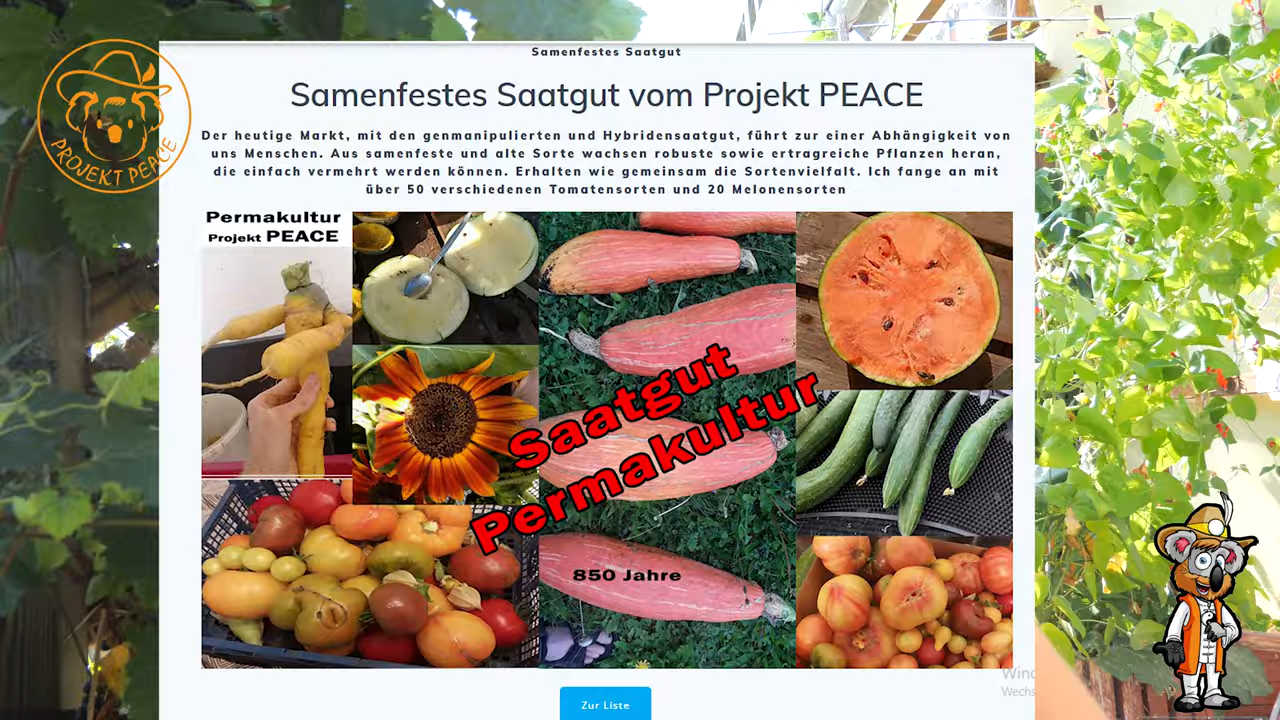 Samenfestes Saatgut
Samenfestes Saatgut vom Projekt PEACE
Der heutige Markt, mit den genmanipulierten und Hybridensaatgut, führt zur einer Abhängigkeit von
uns Menschen. Aus samenfeste und alte Sorte wachsen robuste sowie ertragreiche Pflanzen heran,
die einfach vermehrt werden können. Erhalten wie gemeinsam die Sortenvielfalt. Ich fange an mit
über 50 verschiedenen Tomatensorten und 20 Melonensorten
PROJEKT PEACE
Permakultur
Projekt PEACE
Saatgut
Permakultur
850 Jahre
Wind
Wechs
Zur Liste